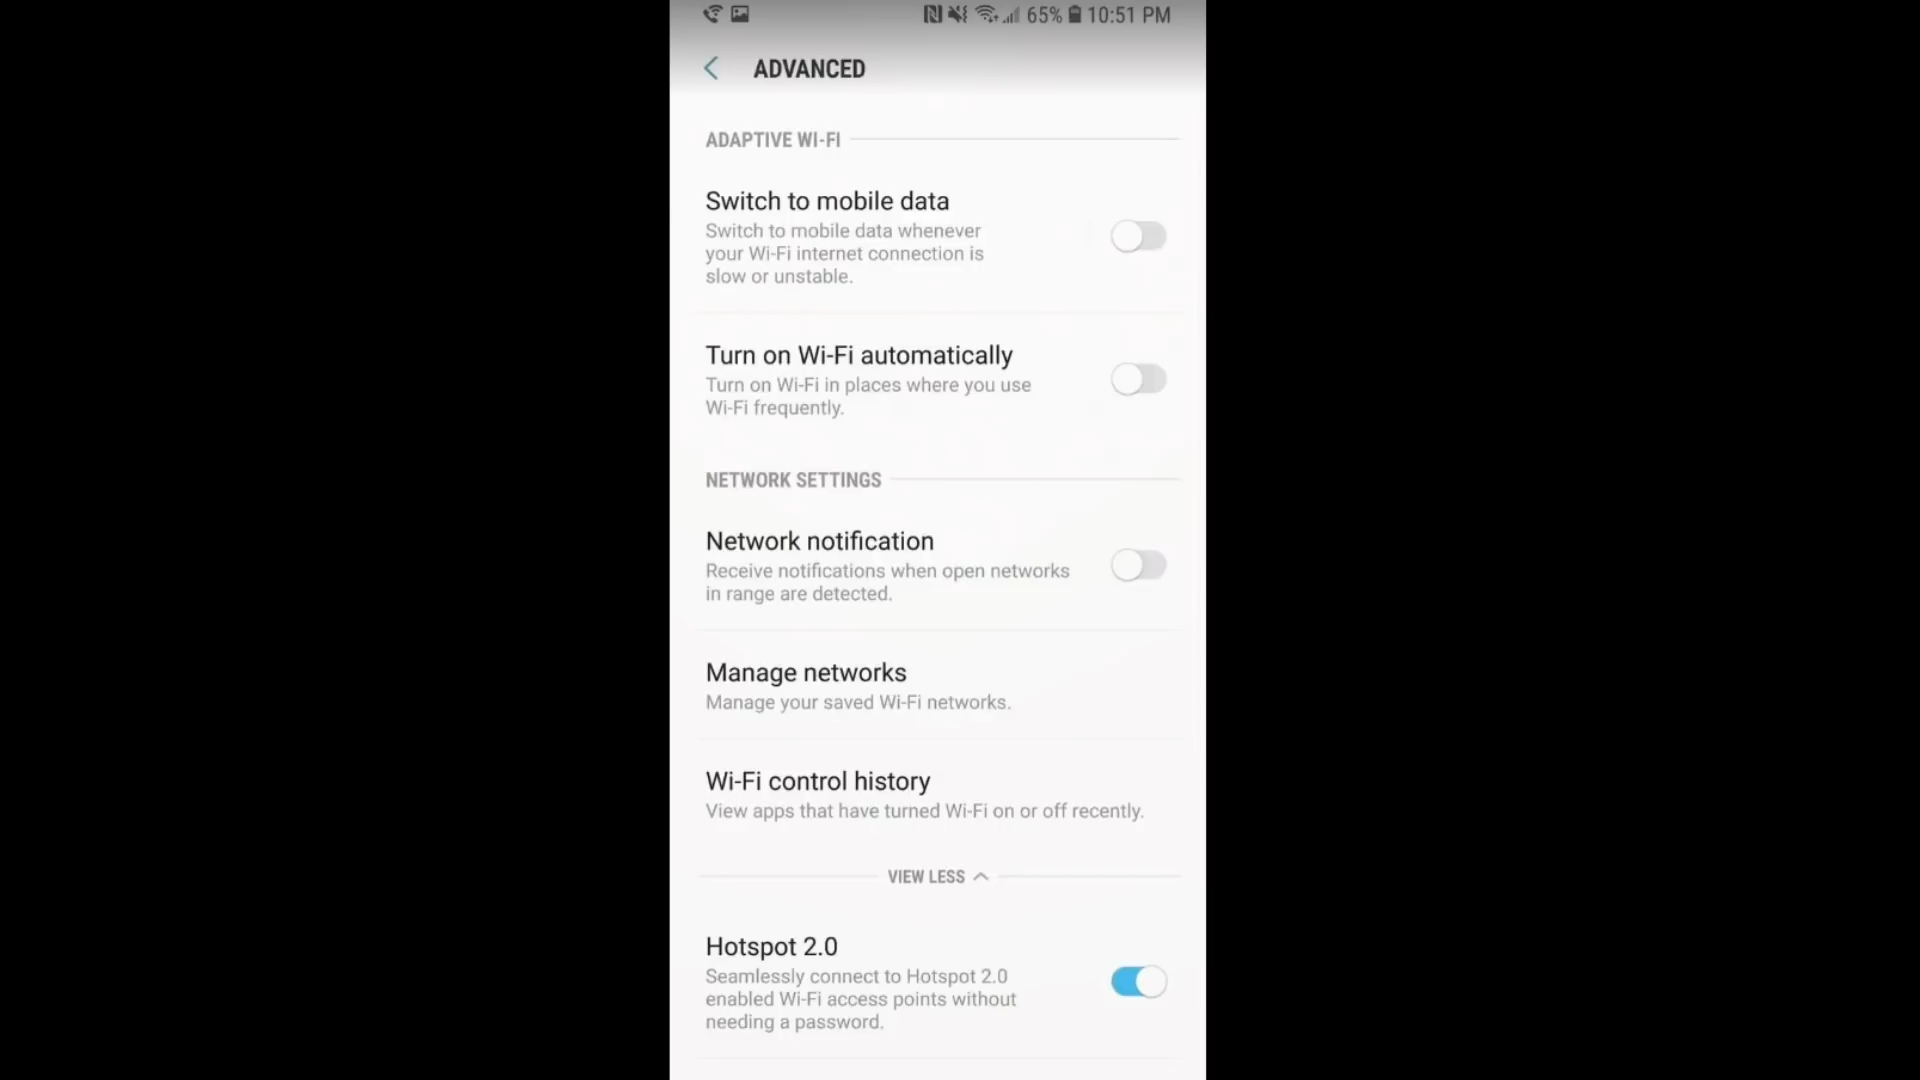 65% 10:51 PM
ADVANCED
ADAPTIVE WI-FI
Switch to mobile data
Switch to mobile data whenever
your Wi-Fi internet connection is
slow or unstable.
Turn on Wi-Fi automatically
Turn on Wi-Fi in places where you use
Wi-Fi frequently.
NETWORK SETTINGS
Network notification
Receive notifications when open networks
in range are detected.
Manage networks
Manage your saved Wi-Fi networks.
Wi-Fi control history
View apps that have turned Wi-Fi on or off recently.
VIEW LESS
Hotspot 2.0
Seamlessly connect to Hotspot 2.0
enabled Wi-Fi access points without
needing a password.